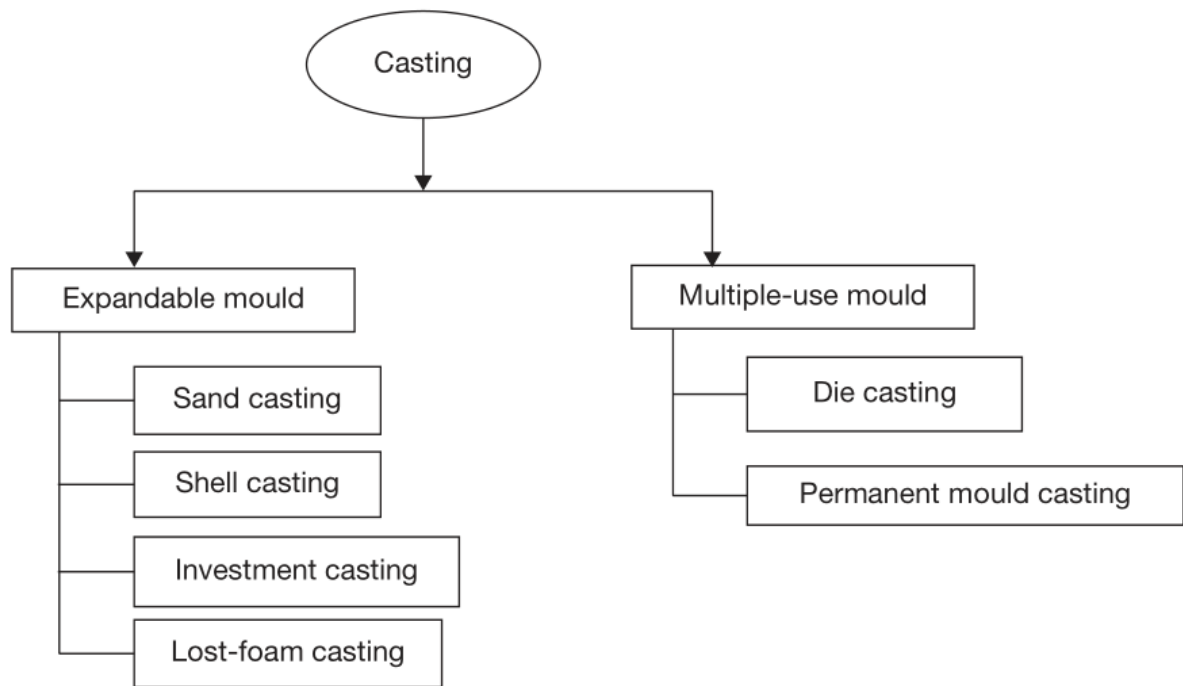 Casting
Expandable mould
Multiple-use mould
Sand casting
Shell casting
Investment casting
Lost-foam casting
Die casting
Permanent mould casting